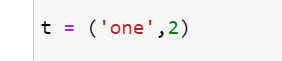 t = ('one',2)